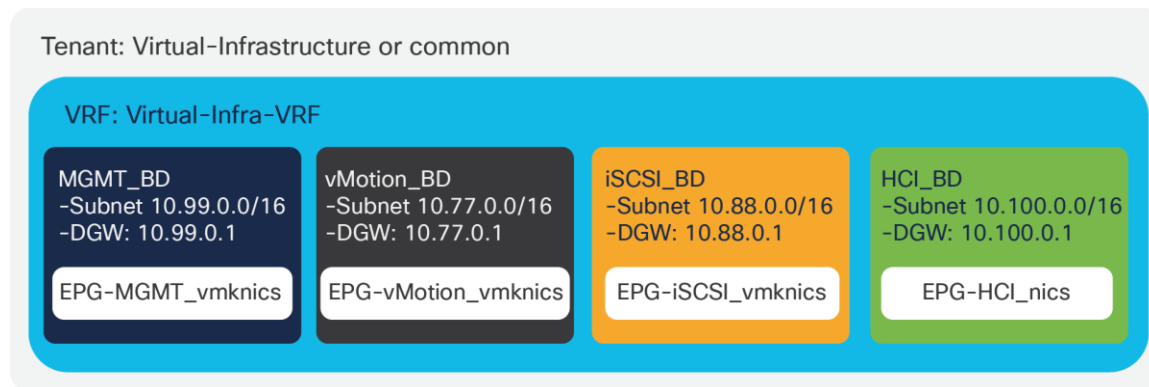 Tenant: Virtual-Infrastructure or common
VRF: Virtual-Infra-VRF
MGMT_BD
-Subnet 10.99.0.0/16
-DGW: 10.99.0.1
EPG-MGMT_vmknics
vMotion_BD
-Subnet 10.77.0.0/16
-DGW: 10.77.0.1
EPG-vMotion_vmknics
iSCSI_BD
-Subnet 10.88.0.0/16
-DGW: 10.88.0.1
EPG-iSCSI_vmknics
HCI_BD
-Subnet 10.100.0.0/16
-DGW: 10.100.0.1
EPG-HCI_nics